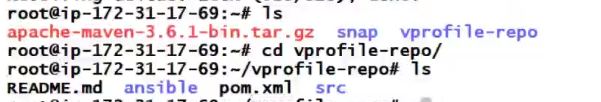 root@ip-172-31-17-69:~# ls
apache-maven-3.6.1-bin.tar.gz snap vprofile-repo
root@ip-172-31-17-69:~# cd vprofile-repo/
root@ip-172-31-17-69:~/vprofile-repo# ls
README.md ansible pom.xml src